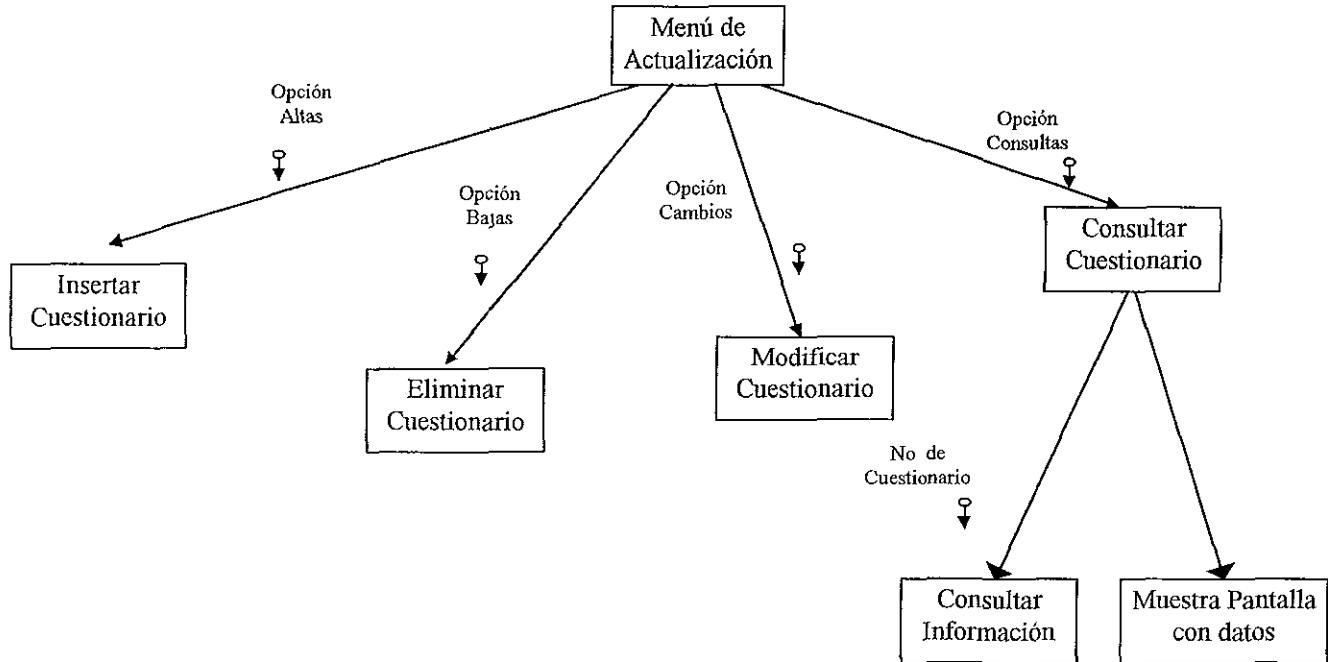 Menú de
Actualización
Opción
Altas
Opción
Consultas
Opción
Bajas
Opción
Cambios
Insertar
Cuestionario
Eliminar
Cuestionario
Modificar
Cuestionario
Consultar
Cuestionario
No de
Cuestionario
Consultar
Información
Muestra Pantalla
con datos